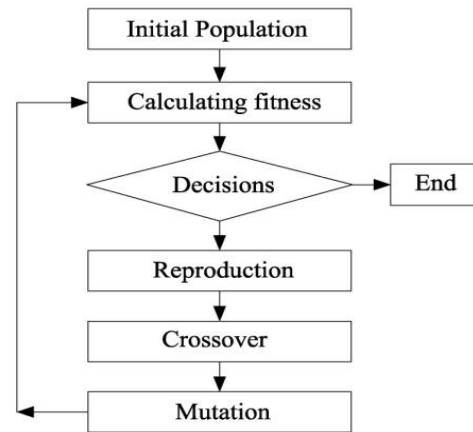 Initial Population
Calculating fitness
Decisions
End
Reproduction
Crossover
Mutation